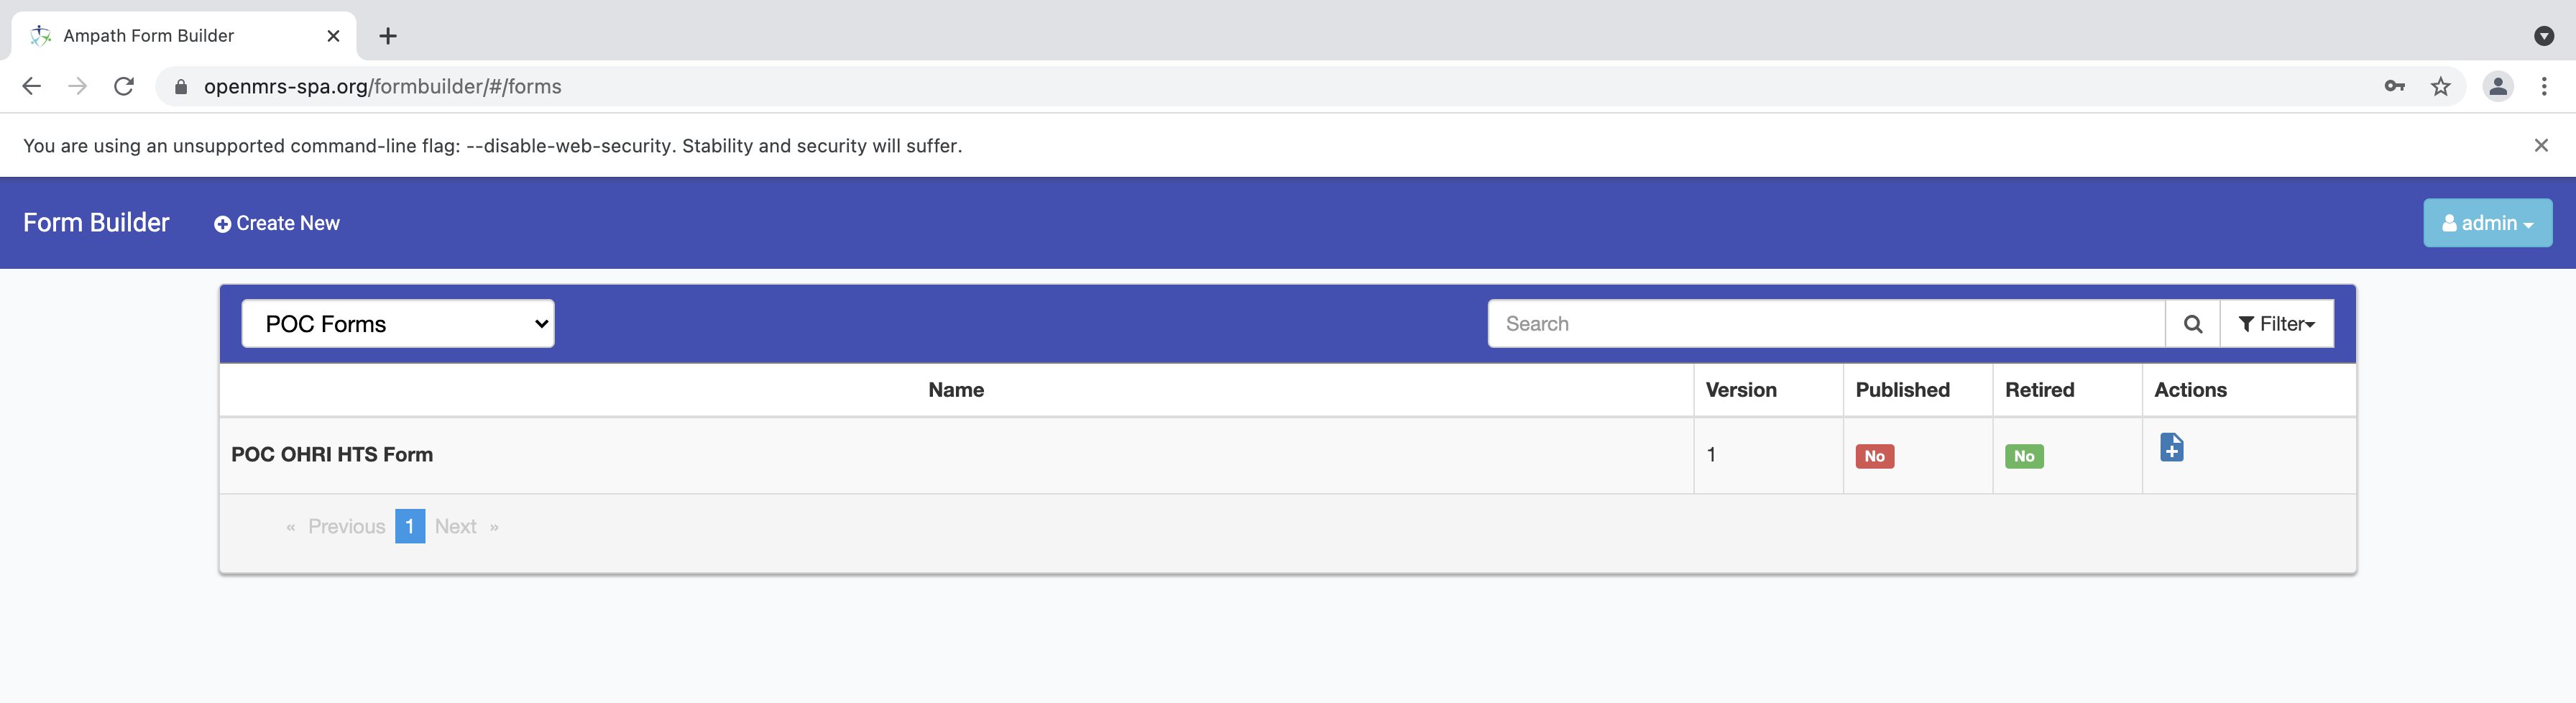 Ampath Form Builder
openmrs-spa.org/formbuilder/#/forms
You are using an unsupported command-line flag: --disable-web-security. Stability and security will suffer.
Form Builder Create New admin
POC Forms Search Filter
Name Version Published Retired Actions
POC OHRI HTS Form 1 No No
« Previous 1 Next »